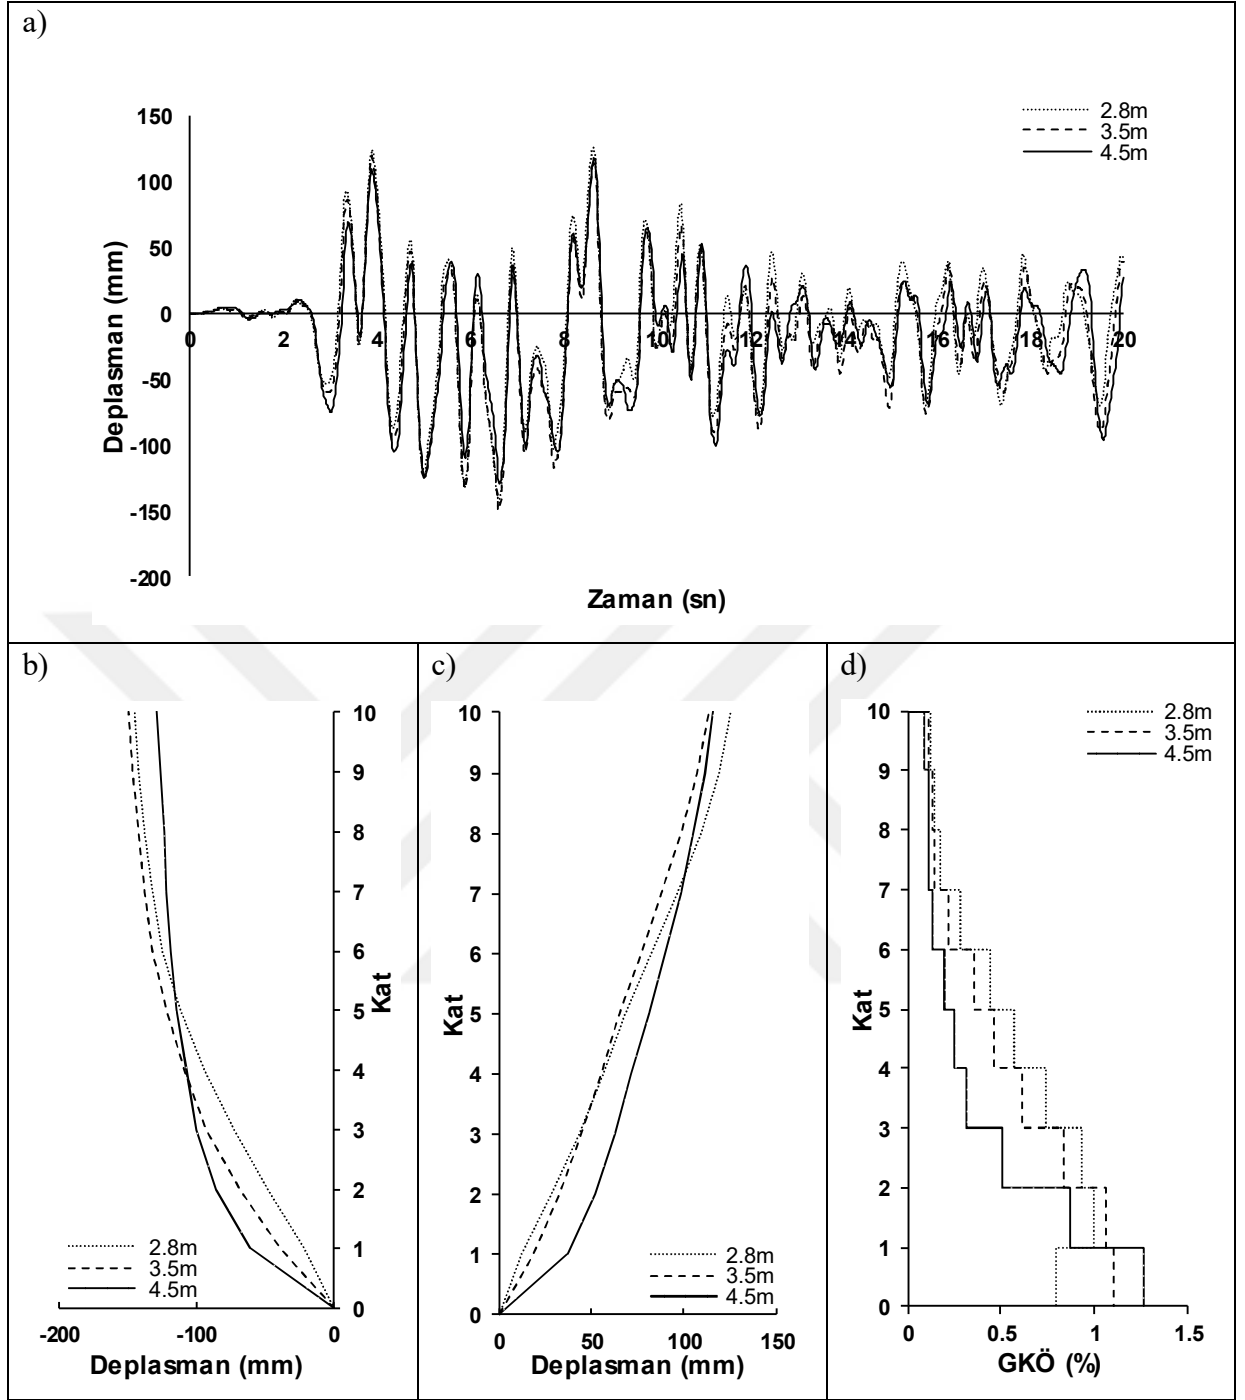 a)
150
100
50
0
-50
-100
-150
-200
0 2 4 6 8 10 12 14 16 18 20
Deplasman (mm)
Zaman (sn)
2.8m
3.5m
4.5m
b)
10
9
8
7
6
5
4
3
2
1
0
Kat
2.8m
3.5m
4.5m
-200 -100 0
Deplasman (mm)
c)
10
9
8
7
6
5
4
3
2
1
0
Kat
2.8m
3.5m
4.5m
0 50 100 150
Deplasman (mm)
d)
10
9
8
7
6
5
4
3
2
1
0
Kat
2.8m
3.5m
4.5m
0 0.5 1 1.5
GKÖ (%)